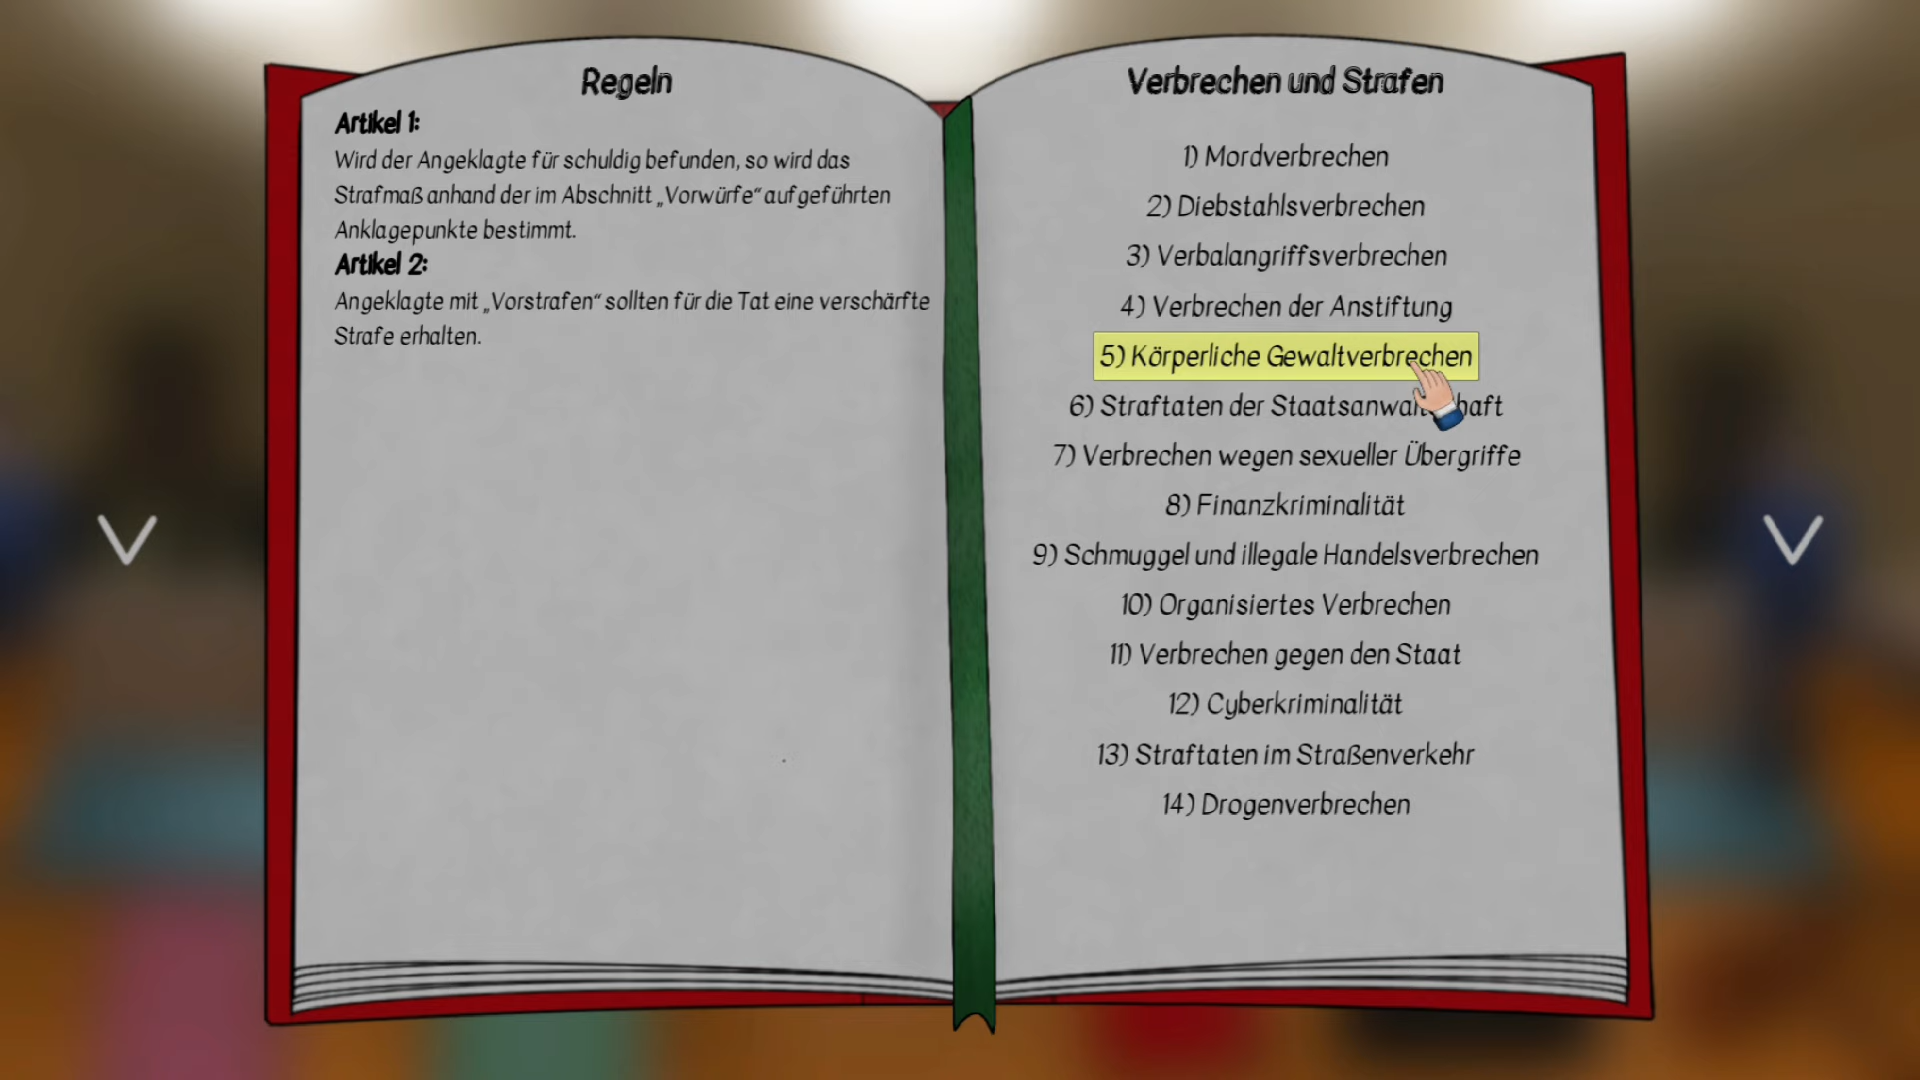 Regeln
Artikel 1:
Wird der Angeklagte für schuldig befunden, so wird das
Strafmaß anhand der im Abschnitt „Vorwürfe“ aufgeführten
Anklagepunkte bestimmt.
Artikel 2:
Angeklagte mit „Vorstrafen“ sollten für die Tat eine verschärfte
Strafe erhalten.
Verbrechen und Strafen
1) Mordverbrechen
2) Diebstahlsverbrechen
3) Verbalangriffsverbrechen
4) Verbrechen der Anstiftung
5) Körperliche Gewaltverbrechen
6) Straftaten der Staatsanwaltschaft
7) Verbrechen wegen sexueller Übergriffe
8) Finanzkriminalität
9) Schmuggel und illegale Handelsverbrechen
10) Organisiertes Verbrechen
11) Verbrechen gegen den Staat
12) Cyberkriminalität
13) Straftaten im Straßenverkehr
14) Drogenverbrechen